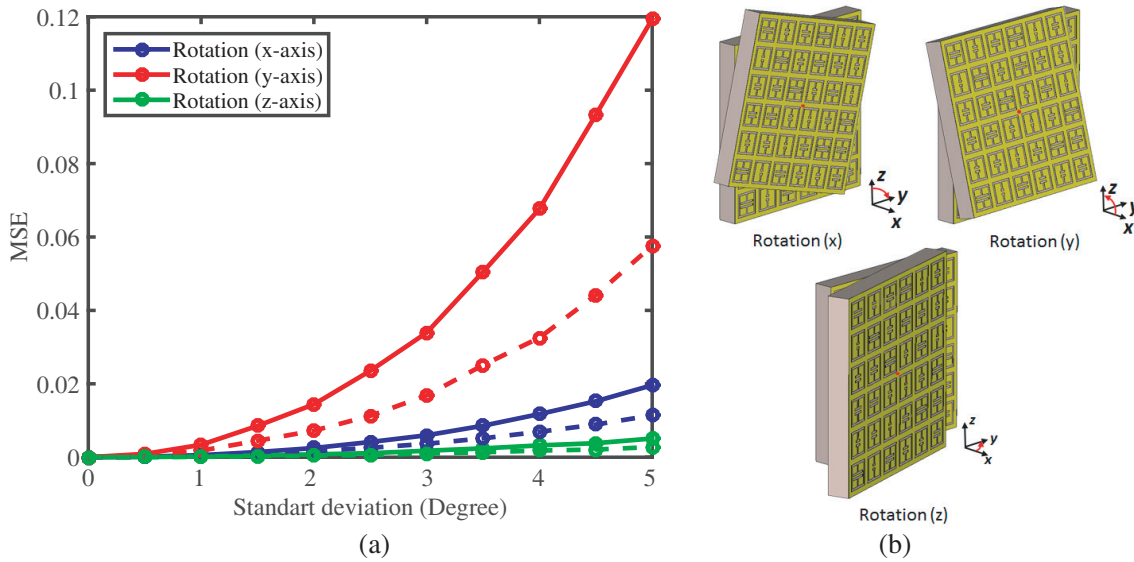 0.12
0.1
0.08
0.06
0.04
0.02
0
MSE
Rotation (x-axis)
Rotation (y-axis)
Rotation (z-axis)
0 1 2 3 4 5
Standart deviation (Degree)
(a)
z
y
x
Rotation (x)
z
y
x
Rotation (y)
z
y
x
Rotation (z)
(b)